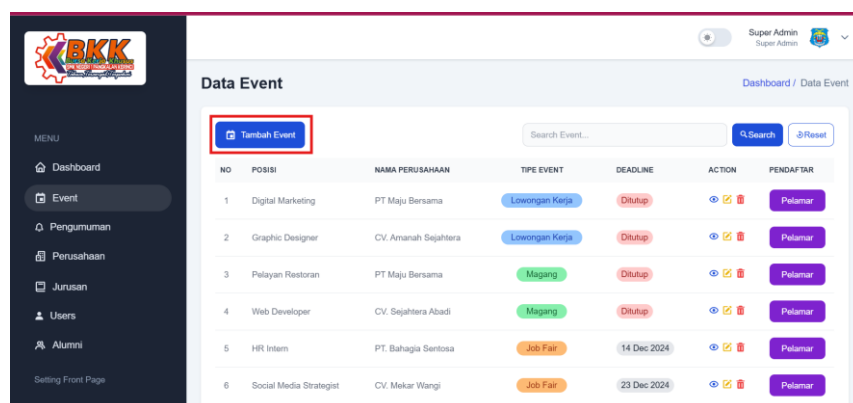 BKK
Super Admin
Super Admin
Data Event
Dashboard / Data Event
MENU
Tambah Event
Search Event...
Search
Reset
Dashboard
NO POSISI NAMA PERUSAHAAN TIPE EVENT DEADLINE ACTION PENDAFTAR
Event
1 Digital Marketing PT Maju Bersama Lowongan Kerja Ditutup Pelamar
Pengumuman
2 Graphic Designer CV. Amanah Sejahtera Lowongan Kerja Ditutup Pelamar
Perusahaan
3 Pelayan Restoran PT Maju Bersama Magang Ditutup Pelamar
Jurusan
4 Web Developer CV. Sejahtera Abadi Magang Ditutup Pelamar
Users
Alumni
5 HR Intern PT. Bahagia Sentosa Job Fair 14 Dec 2024 Pelamar
Setting Front Page
6 Social Media Strategist CV. Mekar Wangi Job Fair 23 Dec 2024 Pelamar